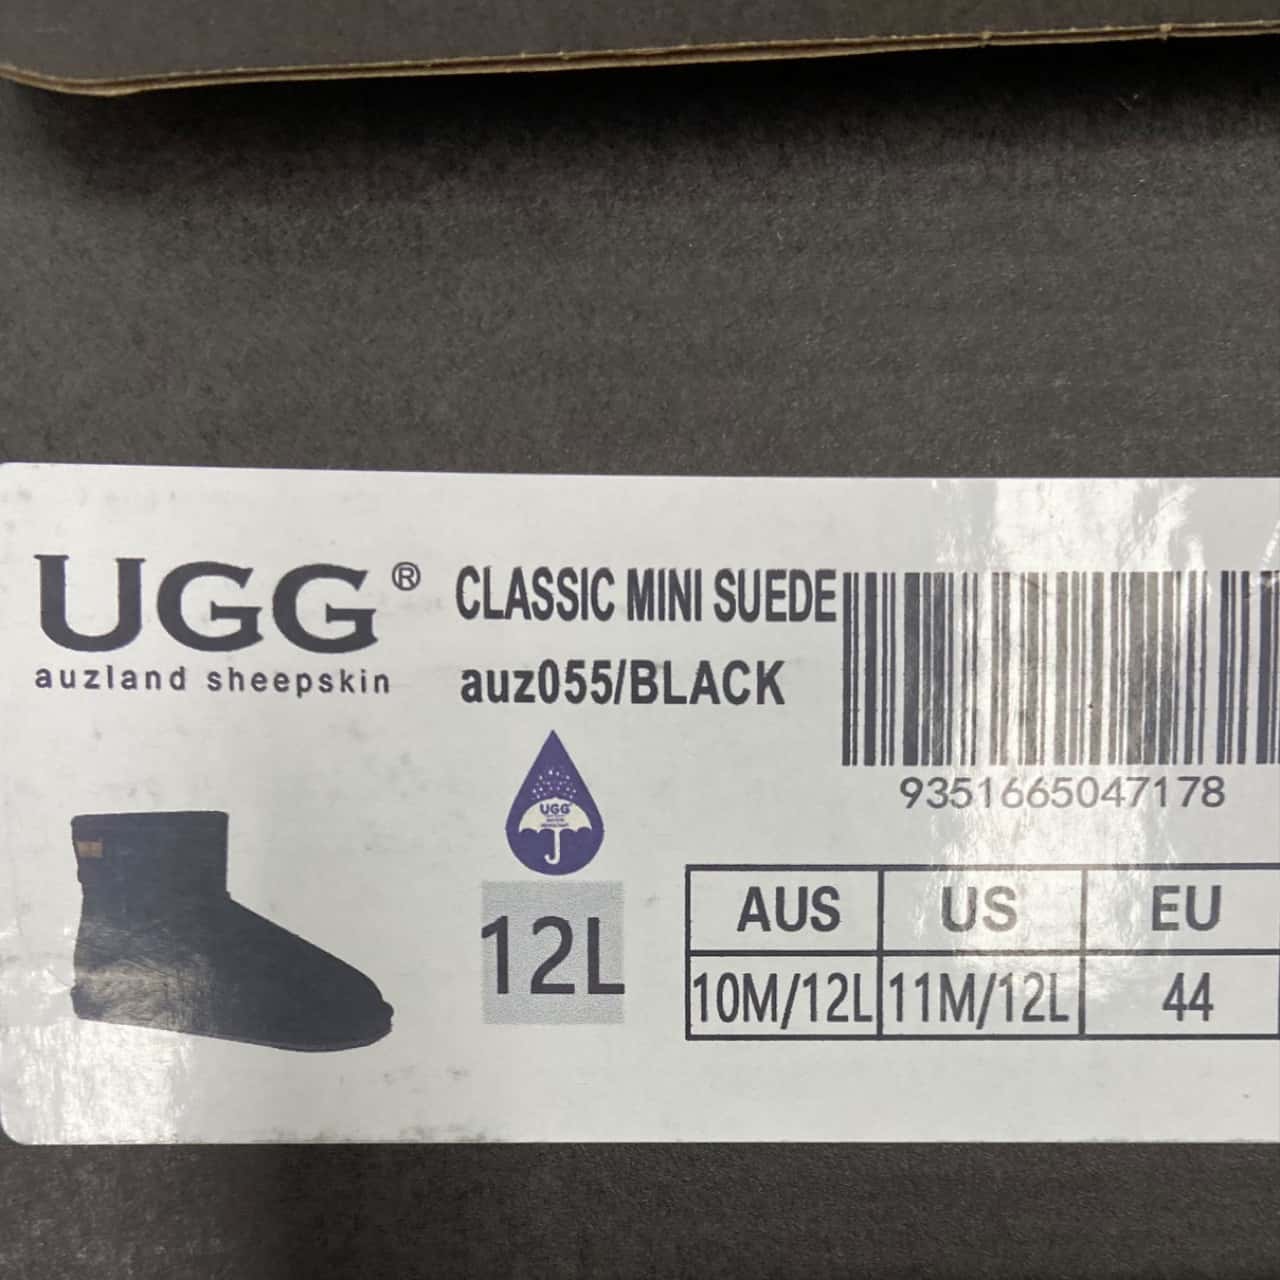 UGG®
auzland sheepskin
CLASSIC MINI SUEDE
auz055/BLACK
9351665047178
UGG
12L
AUS US EU
10M/12L 11M/12L 44